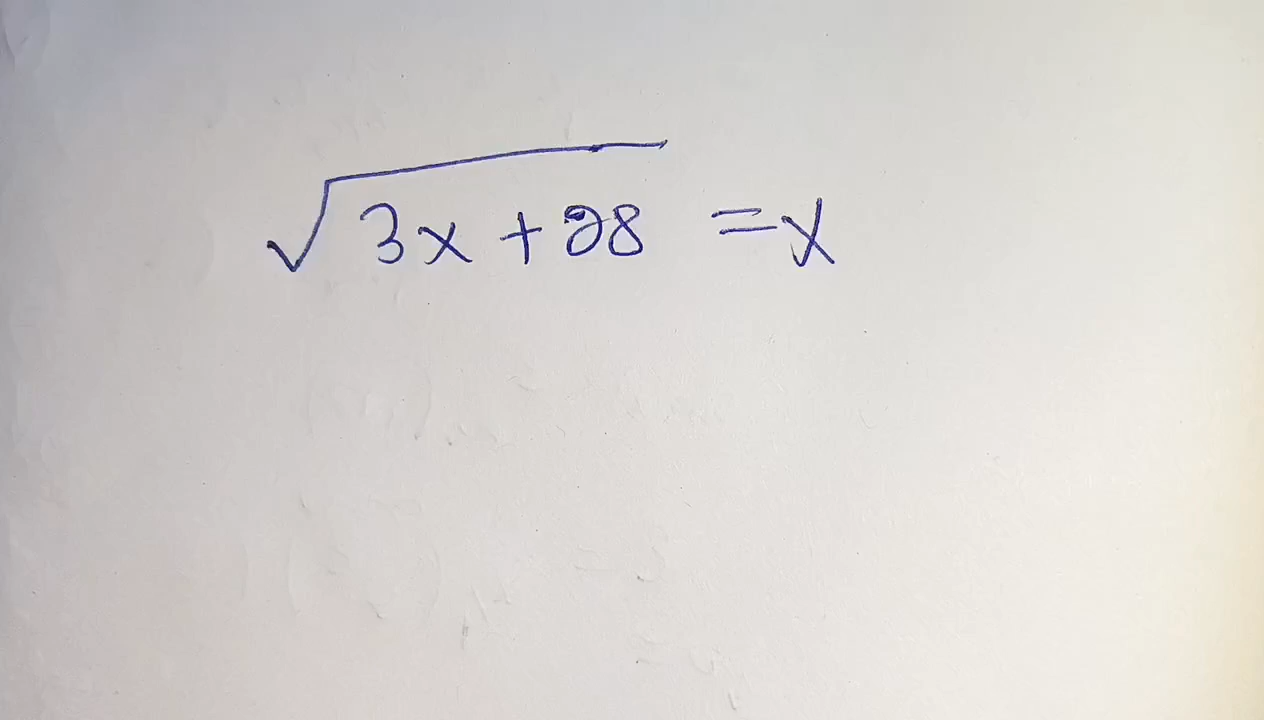 √(3x + 28) = x